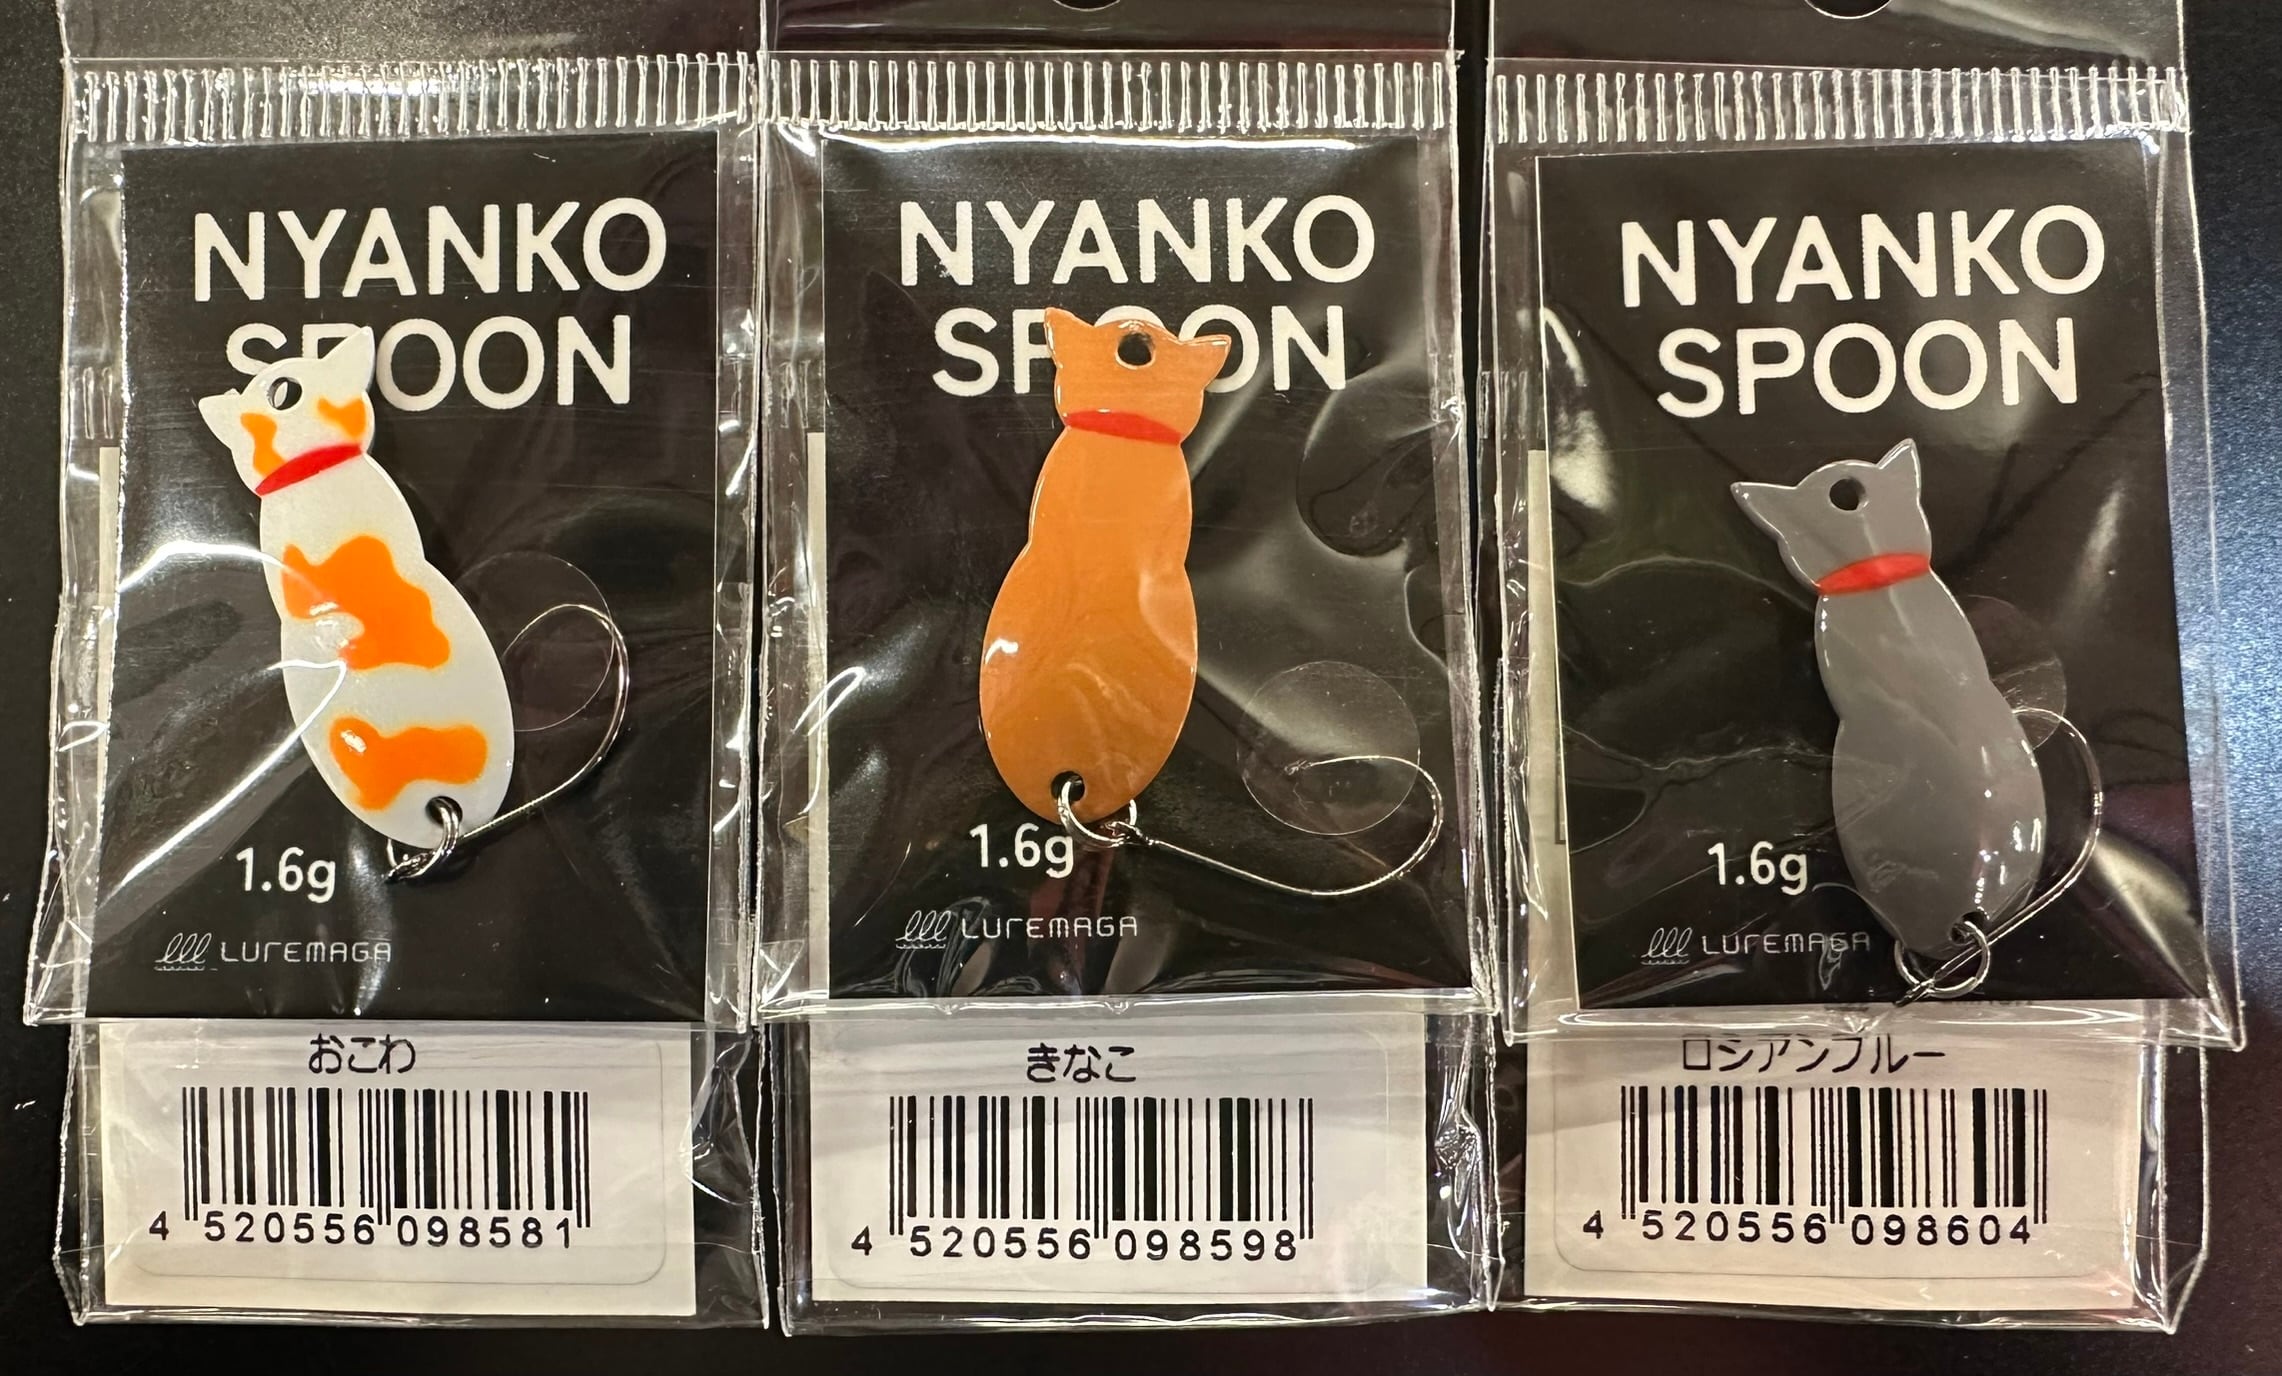 NYANKO
SPOON
1.6g
LUREMAGA
おこわ
4 520556 098581
NYANKO
SPOON
1.6g
LUREMAGA
きなこ
4 520556 098598
NYANKO
SPOON
1.6g
LUREMAGA
ロシアンブルー
4 520556 098604